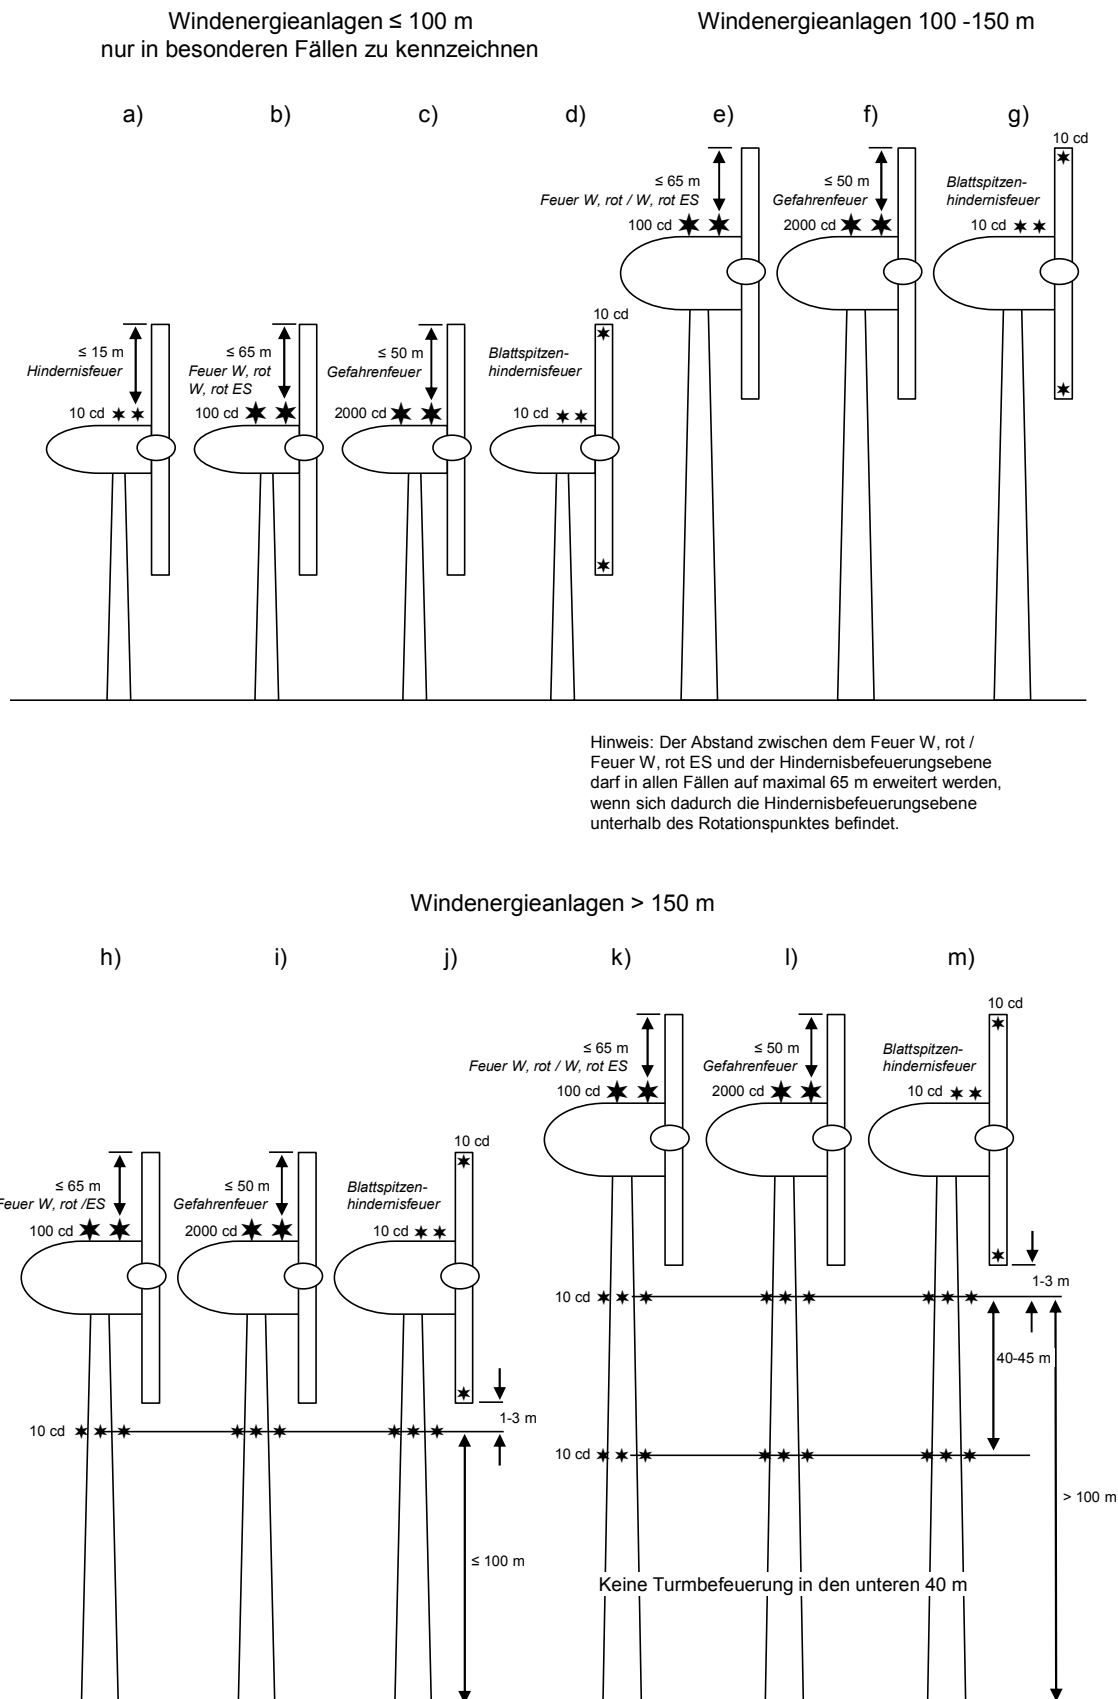 Windenergieanlagen ≤ 100 m
nur in besonderen Fällen zu kennzeichnen
Windenergieanlagen 100 -150 m
a)
b)
c)
d)
e)
f)
g)
≤ 15 m
Hindernisfeuer
10 cd
≤ 65 m
Feuer W, rot
W, rot ES
100 cd
≤ 50 m
Gefahrenfeuer
2000 cd
10 cd
Blattspitzen-
hindernisfeuer
10 cd
≤ 65 m
Feuer W, rot / W, rot ES
100 cd
≤ 50 m
Gefahrenfeuer
2000 cd
10 cd
Blattspitzen-
hindernisfeuer
10 cd
Hinweis: Der Abstand zwischen dem Feuer W, rot /
Feuer W, rot ES und der Hindernisbefeuerungsebene
darf in allen Fällen auf maximal 65 m erweitert werden,
wenn sich dadurch die Hindernisbefeuerungsebene
unterhalb des Rotationspunktes befindet.
Windenergieanlagen > 150 m
h)
i)
j)
k)
l)
m)
≤ 65 m
Feuer W, rot /ES
100 cd
≤ 50 m
Gefahrenfeuer
2000 cd
10 cd
Blattspitzen-
hindernisfeuer
10 cd
1-3 m
10 cd
≤ 100 m
≤ 65 m
Feuer W, rot / W, rot ES
100 cd
≤ 50 m
Gefahrenfeuer
2000 cd
10 cd
Blattspitzen-
hindernisfeuer
10 cd
1-3 m
10 cd
40-45 m
10 cd
> 100 m
Keine Turmbefeuerung in den unteren 40 m